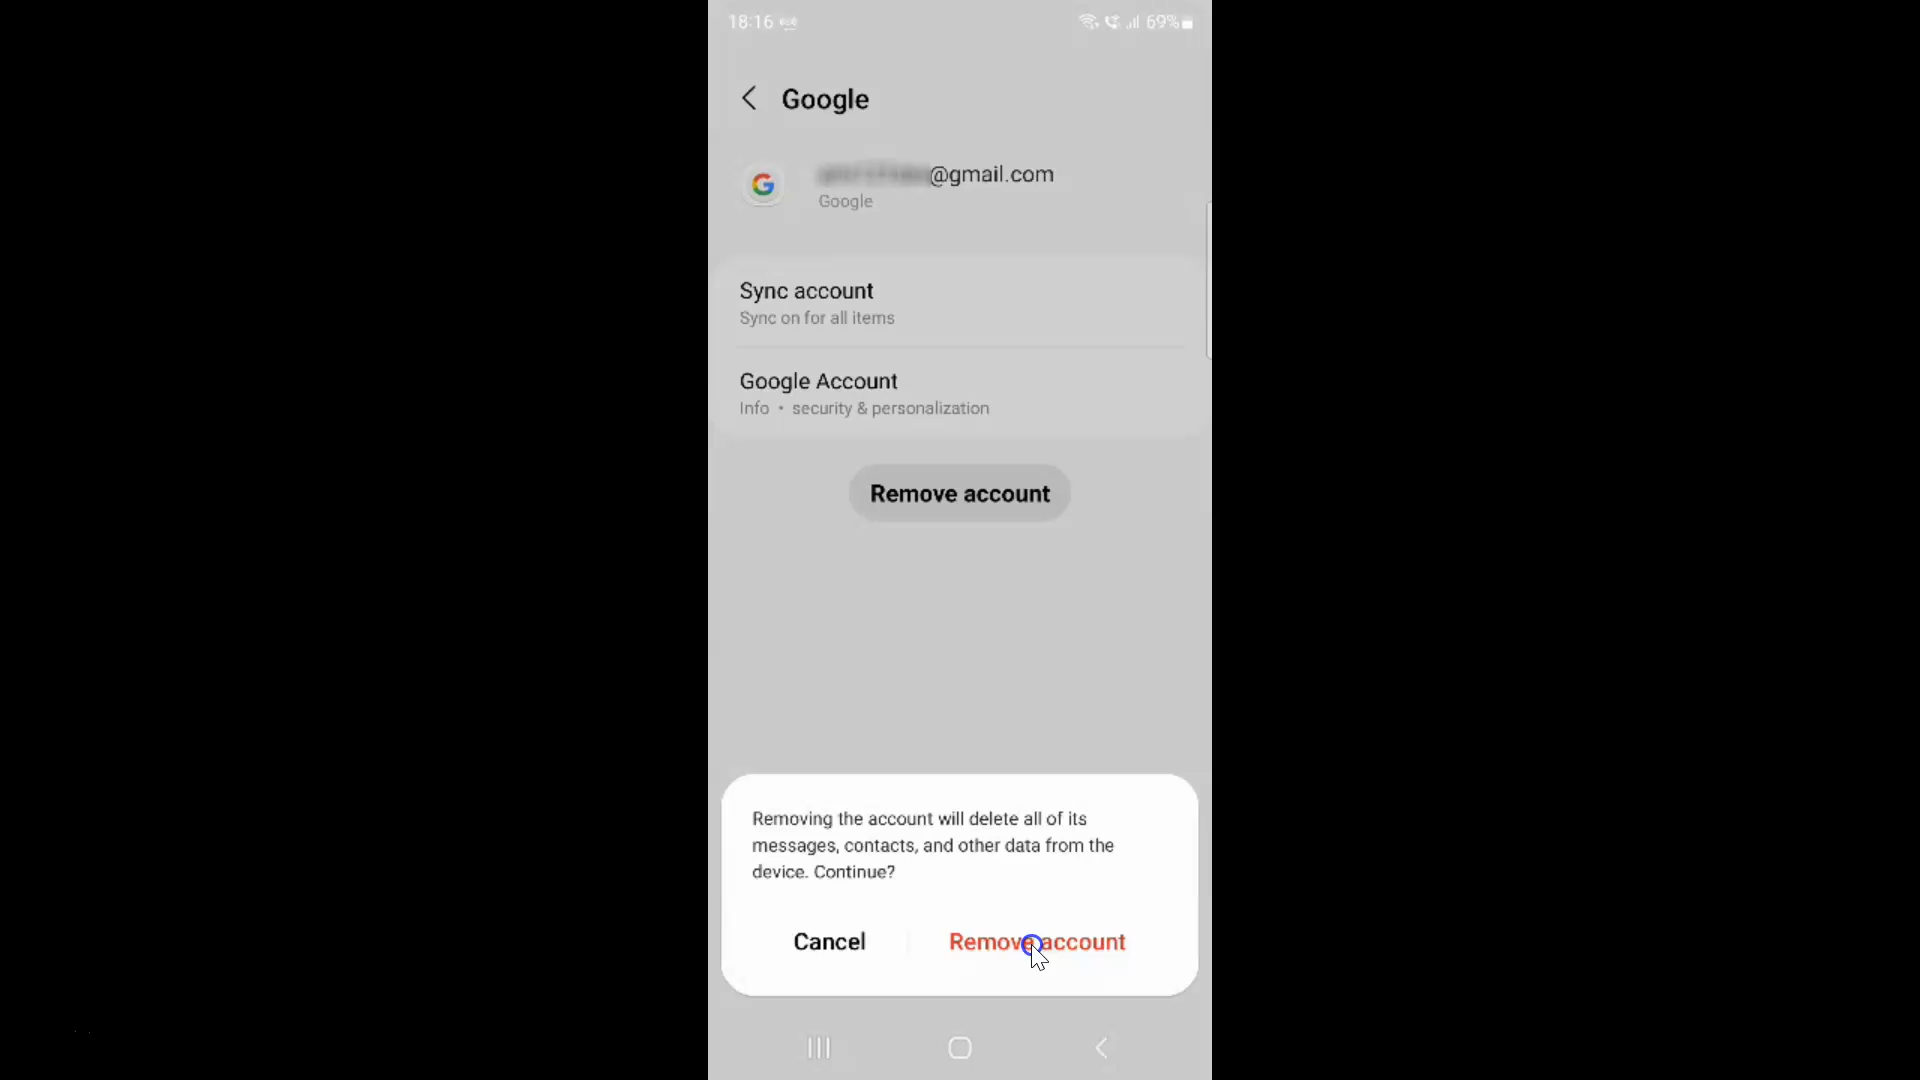 18:16
69%
Google
@gmail.com
Google
Sync account
Sync on for all items
Google Account
Info • security & personalization
Remove account
Removing the account will delete all of its
messages, contacts, and other data from the
device. Continue?
Cancel
Remove account